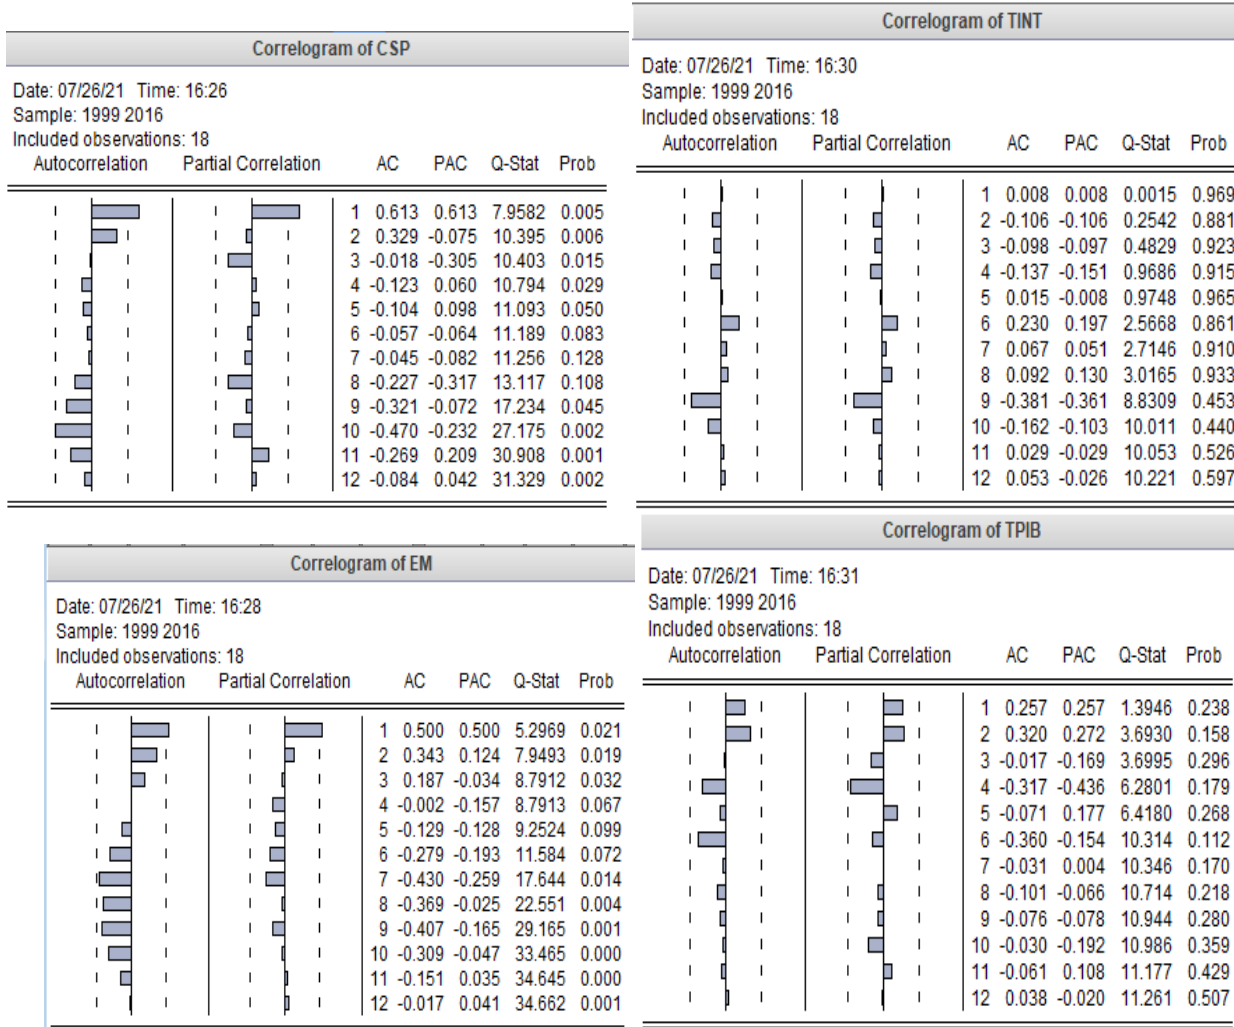 Correlogram of CSP
Date: 07/26/21 Time: 16:26
Sample: 1999 2016
Included observations: 18
Autocorrelation Partial Correlation AC PAC Q-Stat Prob
1 0.613 0.613 7.9582 0.005
2 0.329 -0.075 10.395 0.006
3 -0.018 -0.305 10.403 0.015
4 -0.123 0.060 10.794 0.029
5 -0.104 0.098 11.093 0.050
6 -0.057 -0.064 11.189 0.083
7 -0.045 -0.082 11.256 0.128
8 -0.227 -0.317 13.117 0.108
9 -0.321 -0.072 17.234 0.045
10 -0.470 -0.232 27.175 0.002
11 -0.269 0.209 30.908 0.001
12 -0.084 0.042 31.329 0.002
Correlogram of TINT
Date: 07/26/21 Time: 16:30
Sample: 1999 2016
Included observations: 18
Autocorrelation Partial Correlation AC PAC Q-Stat Prob
1 0.008 0.008 0.0015 0.969
2 -0.106 -0.106 0.2542 0.881
3 -0.098 -0.097 0.4829 0.923
4 -0.137 -0.151 0.9686 0.915
5 0.015 -0.008 0.9748 0.965
6 0.230 0.197 2.5668 0.861
7 0.067 0.051 2.7146 0.910
8 0.092 0.130 3.0165 0.933
9 -0.381 -0.361 8.8309 0.453
10 -0.162 -0.103 10.011 0.440
11 0.029 -0.029 10.053 0.526
12 0.053 -0.026 10.221 0.597
Correlogram of EM
Date: 07/26/21 Time: 16:28
Sample: 1999 2016
Included observations: 18
Autocorrelation Partial Correlation AC PAC Q-Stat Prob
1 0.500 0.500 5.2969 0.021
2 0.343 0.124 7.9493 0.019
3 0.187 -0.034 8.7912 0.032
4 -0.002 -0.157 8.7913 0.067
5 -0.129 -0.128 9.2524 0.099
6 -0.279 -0.193 11.584 0.072
7 -0.430 -0.259 17.644 0.014
8 -0.369 -0.025 22.551 0.004
9 -0.407 -0.165 29.165 0.001
10 -0.309 -0.047 33.465 0.000
11 -0.151 0.035 34.645 0.000
12 -0.017 0.041 34.662 0.001
Correlogram of TPIB
Date: 07/26/21 Time: 16:31
Sample: 1999 2016
Included observations: 18
Autocorrelation Partial Correlation AC PAC Q-Stat Prob
1 0.257 0.257 1.3946 0.238
2 0.320 0.272 3.6930 0.158
3 -0.017 -0.169 3.6995 0.296
4 -0.317 -0.436 6.2801 0.179
5 -0.071 0.177 6.4180 0.268
6 -0.360 -0.154 10.314 0.112
7 -0.031 0.004 10.346 0.170
8 -0.101 -0.066 10.714 0.218
9 -0.076 -0.078 10.944 0.280
10 -0.030 -0.192 10.986 0.359
11 -0.061 0.108 11.177 0.429
12 0.038 -0.020 11.261 0.507